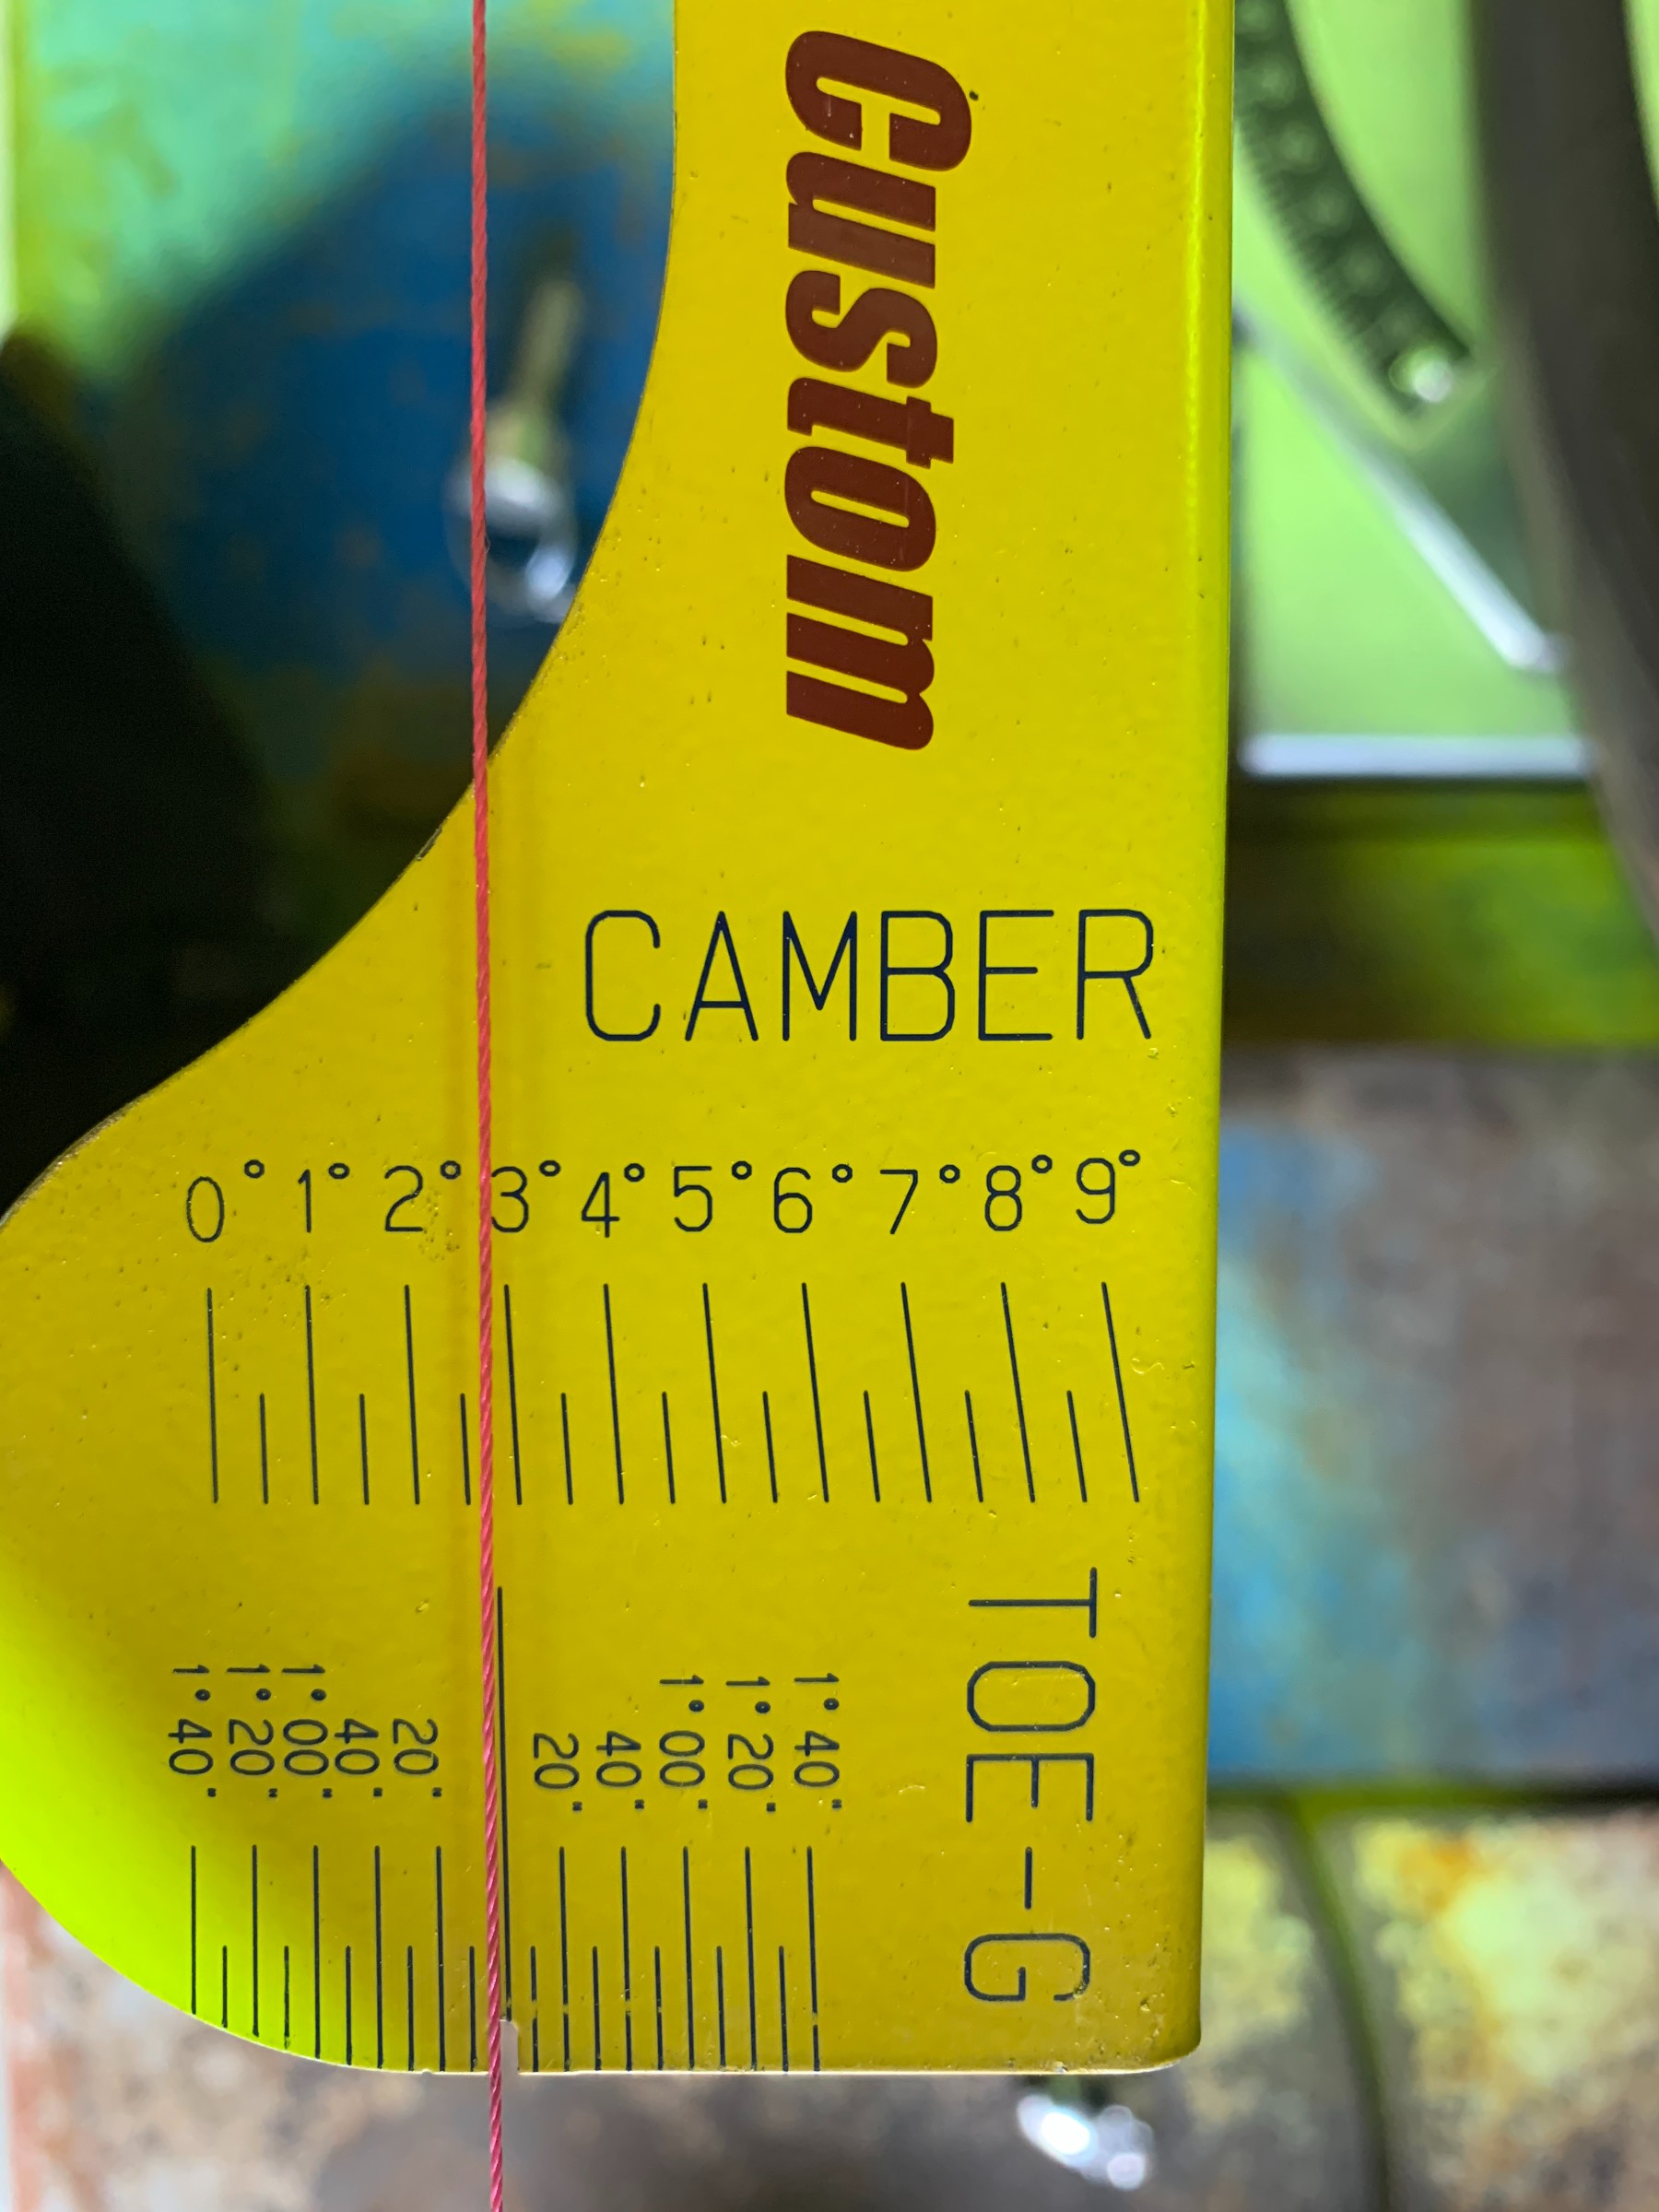 Custom
CAMBER
0° 1° 2° 3° 4° 5° 6° 7° 8° 9°
TOE-G
1°40" 1°20" 1°00" 40" 20" 20" 40" 1°00" 1°20" 1°40"